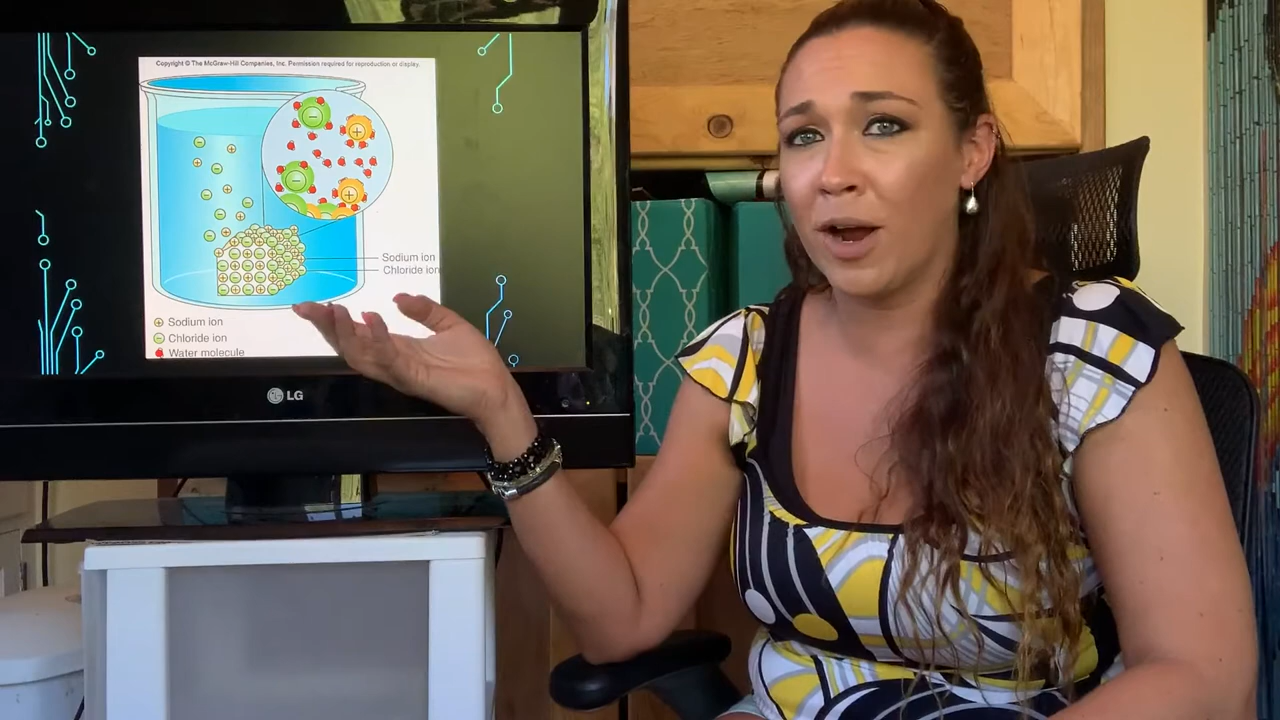 Copyright © The McGraw-Hill Companies, Inc. Permission required for reproduction or display.
Sodium ion
Chloride ion
Sodium ion
Chloride ion
Water molecule
LG